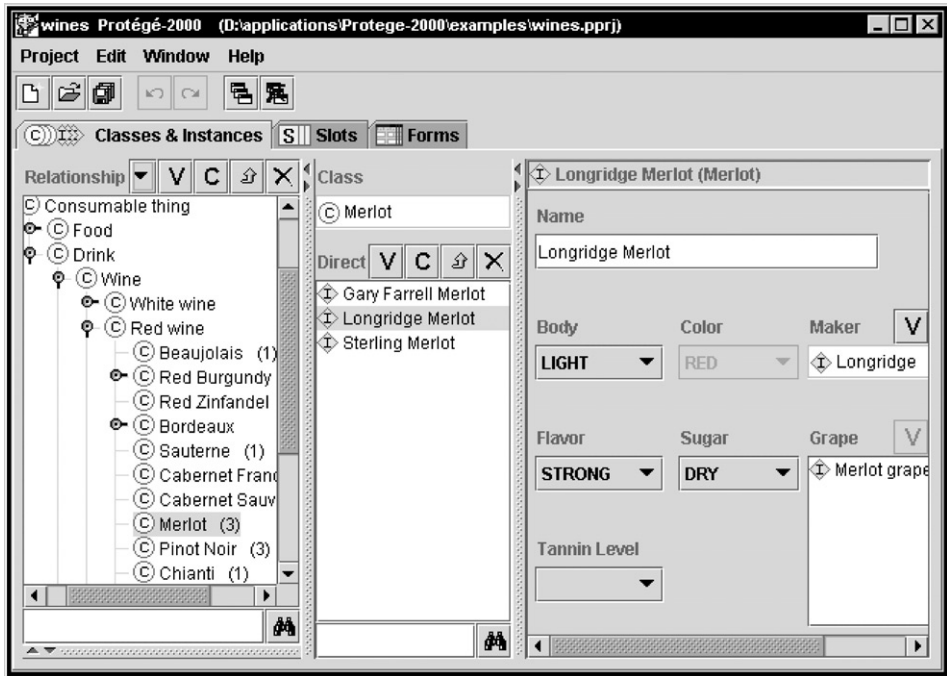 wines Protégé-2000 (D:\applications\Protege-2000\examples\wines.pprj)
Project Edit Window Help
C I Classes & Instances S Slots Forms
Relationship V C
C Consumable thing
C Food
C Drink
C Wine
C White wine
C Red wine
C Beaujolais (1)
C Red Burgundy
C Red Zinfandel
C Bordeaux
C Sauterne (1)
C Cabernet Franc
C Cabernet Sauv
C Merlot (3)
C Pinot Noir (3)
C Chianti (1)
Class
C Merlot
Direct V C
I Gary Farrell Merlot
I Longridge Merlot
I Sterling Merlot
I Longridge Merlot (Merlot)
Name
Longridge Merlot
Body Color Maker V
LIGHT RED I Longridge
Flavor Sugar Grape V
STRONG DRY I Merlot grape
Tannin Level